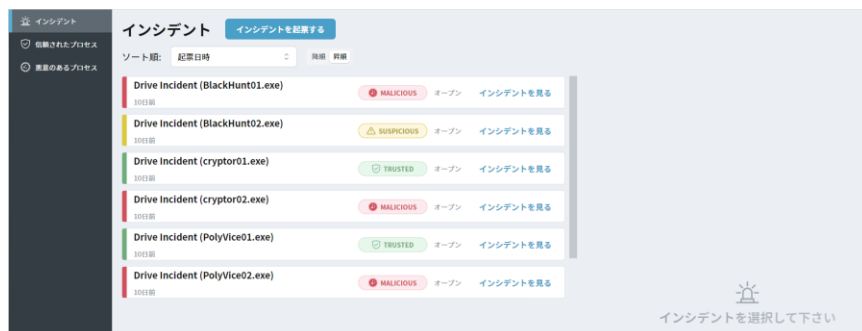 インシデント
信頼されたプロセス
悪意のあるプロセス
インシデント
インシデントを起票する
ソート順:
起票日時
降順 昇順
Drive Incident (BlackHunt01.exe)
10日前
MALICIOUS オープン インシデントを見る
Drive Incident (BlackHunt02.exe)
10日前
SUSPICIOUS オープン インシデントを見る
Drive Incident (cryptor01.exe)
10日前
TRUSTED オープン インシデントを見る
Drive Incident (cryptor02.exe)
10日前
MALICIOUS オープン インシデントを見る
Drive Incident (PolyVice01.exe)
10日前
TRUSTED オープン インシデントを見る
Drive Incident (PolyVice02.exe)
10日前
MALICIOUS オープン インシデントを見る
インシデントを選択して下さい